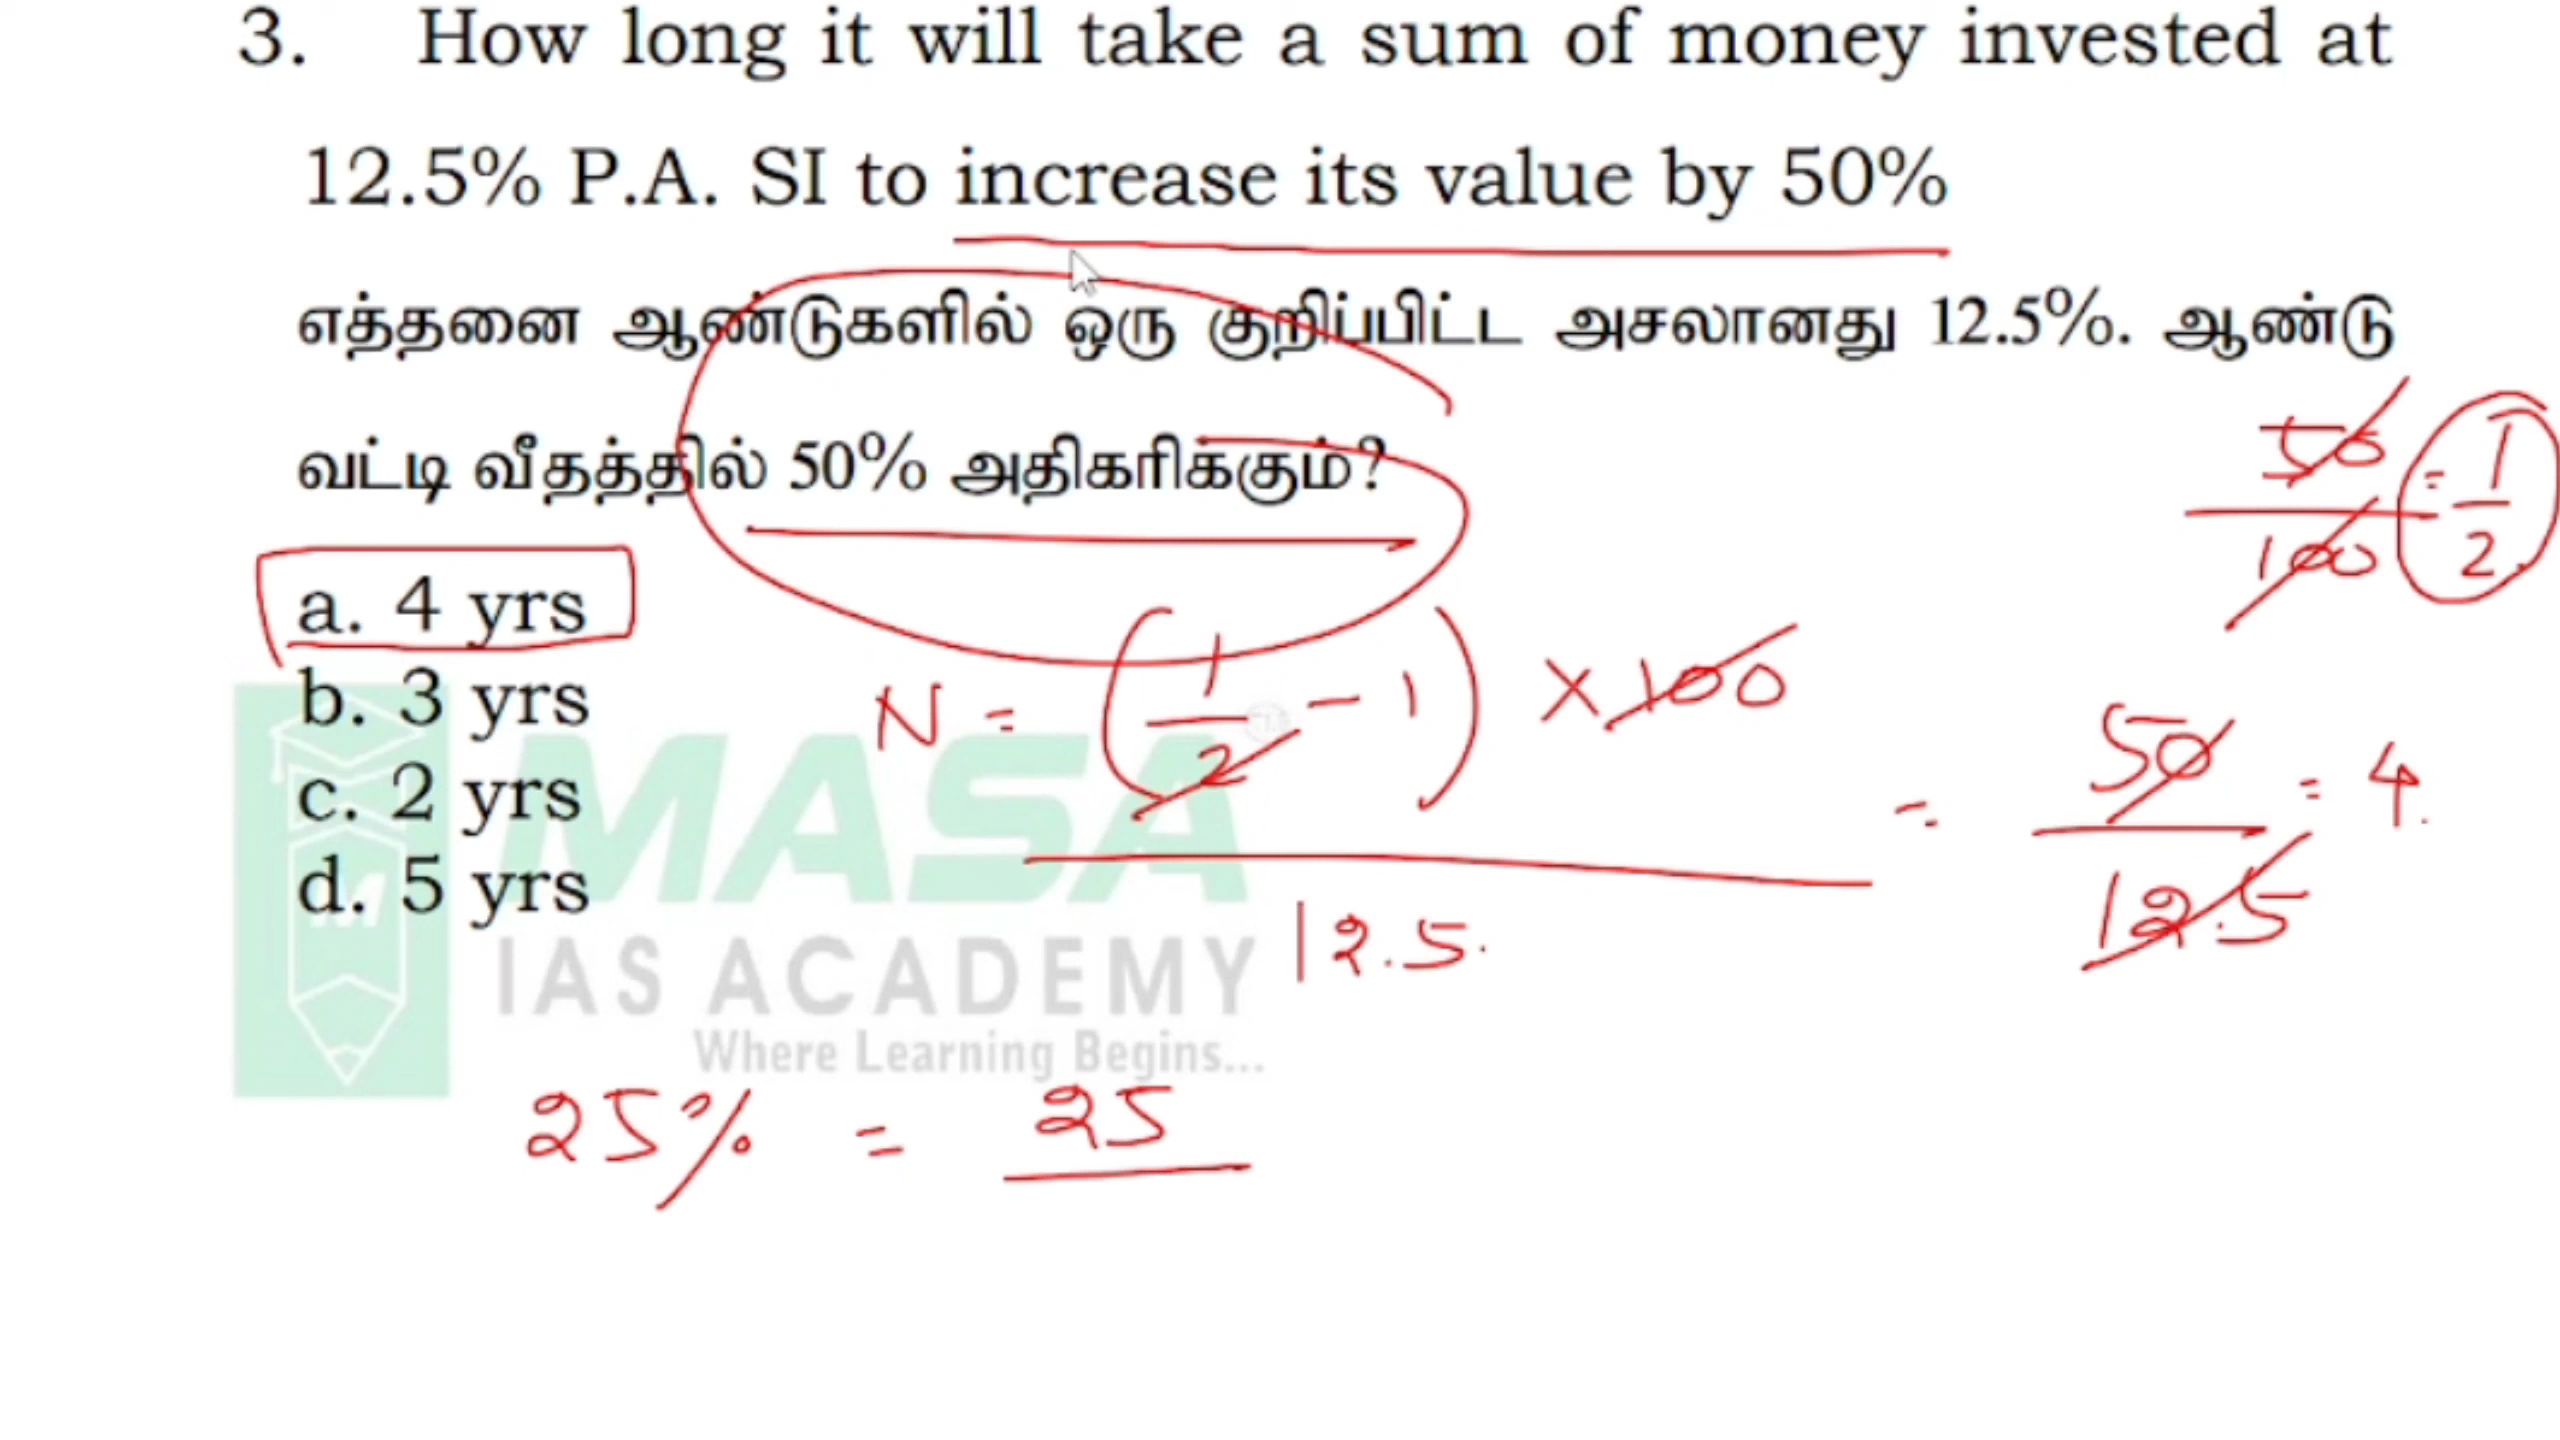 3. How long it will take a sum of money invested at
12.5% P.A. SI to increase its value by 50%
எத்தனை ஆண்டுகளில் ஒரு குறிப்பிட்ட அசலானது 12.5%. ஆண்டு
வட்டி வீதத்தில் 50% அதிகரிக்கும்?
50/100 = 1/2
a. 4 yrs
b. 3 yrs
c. 2 yrs
d. 5 yrs
N = (1/2 - 1) × 100 / 12.5. = 50/12.5 = 4.
MASA
IAS ACADEMY
Where Learning Begins...
25% = 25